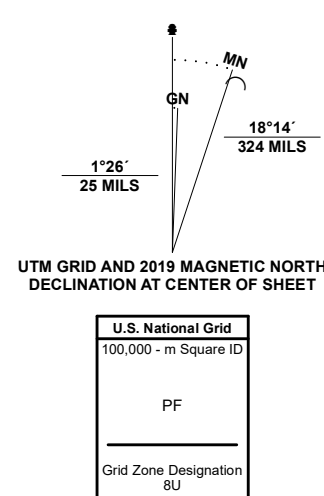 MN
GN
18°14´
324 MILS
1°26´
25 MILS
UTM GRID AND 2019 MAGNETIC NORTH
DECLINATION AT CENTER OF SHEET
U.S. National Grid
100,000 - m Square ID
PF
Grid Zone Designation
8U